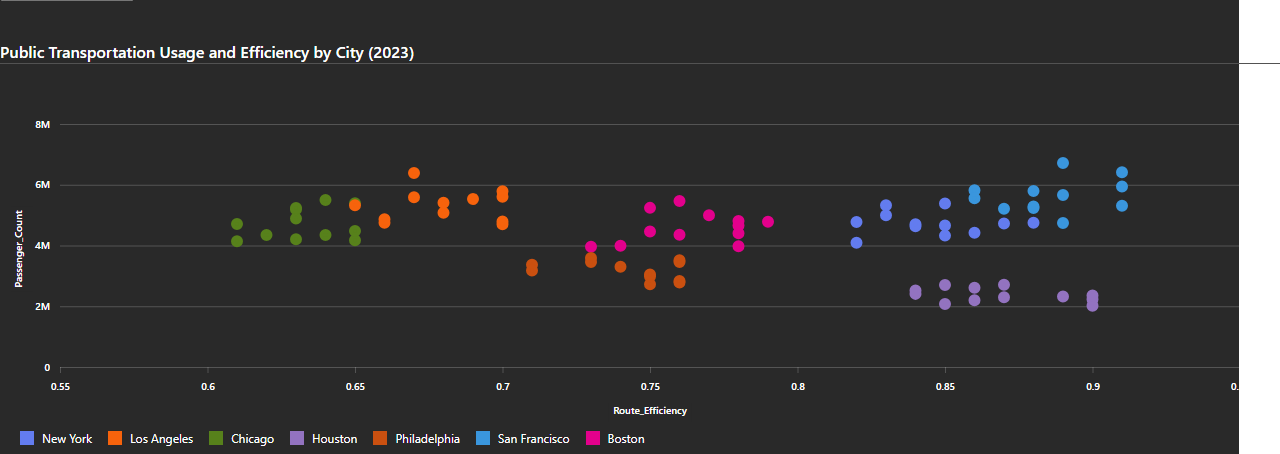 Public Transportation Usage and Efficiency by City (2023)
8M
6M
4M
2M
0
Passenger_Count
0.55 0.6 0.65 0.7 0.75 0.8 0.85 0.9 0.
Route_Efficiency
New York Los Angeles Chicago Houston Philadelphia San Francisco Boston